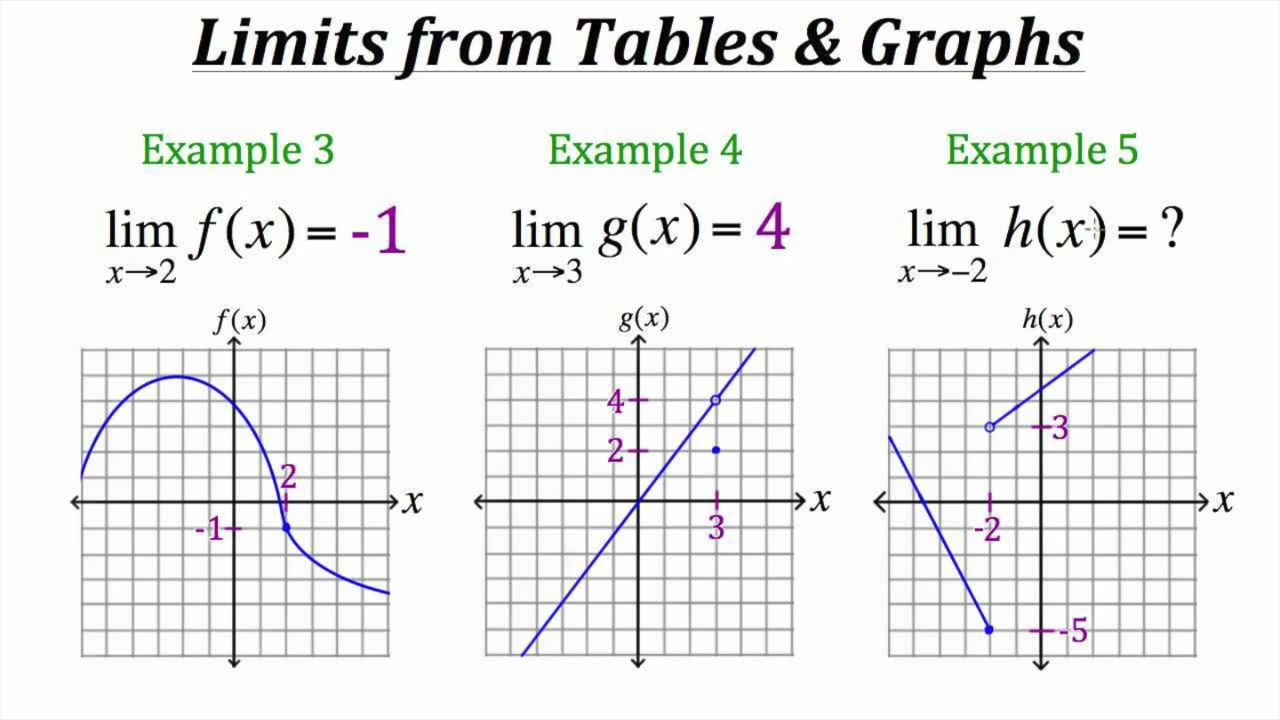 Limits from Tables & Graphs
Example 3
lim f(x) = -1
x→2
f(x)
2
-1
x
Example 4
lim g(x) = 4
x→3
g(x)
4
2
3
x
Example 5
lim h(x) = ?
x→−2
h(x)
3
-2
-5
x